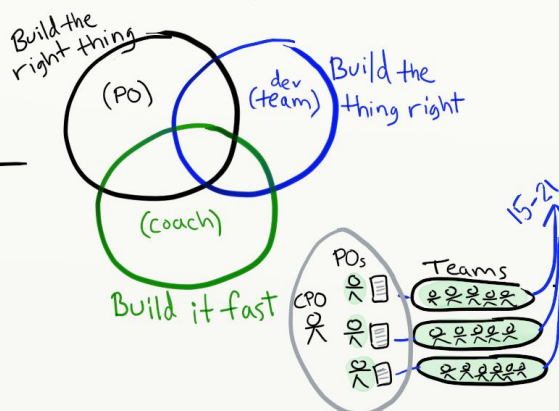 Build the
right thing
(PO)
dev
(team)
Build the
thing right
(coach)
Build it fast
15-21
POs
CPO
Teams